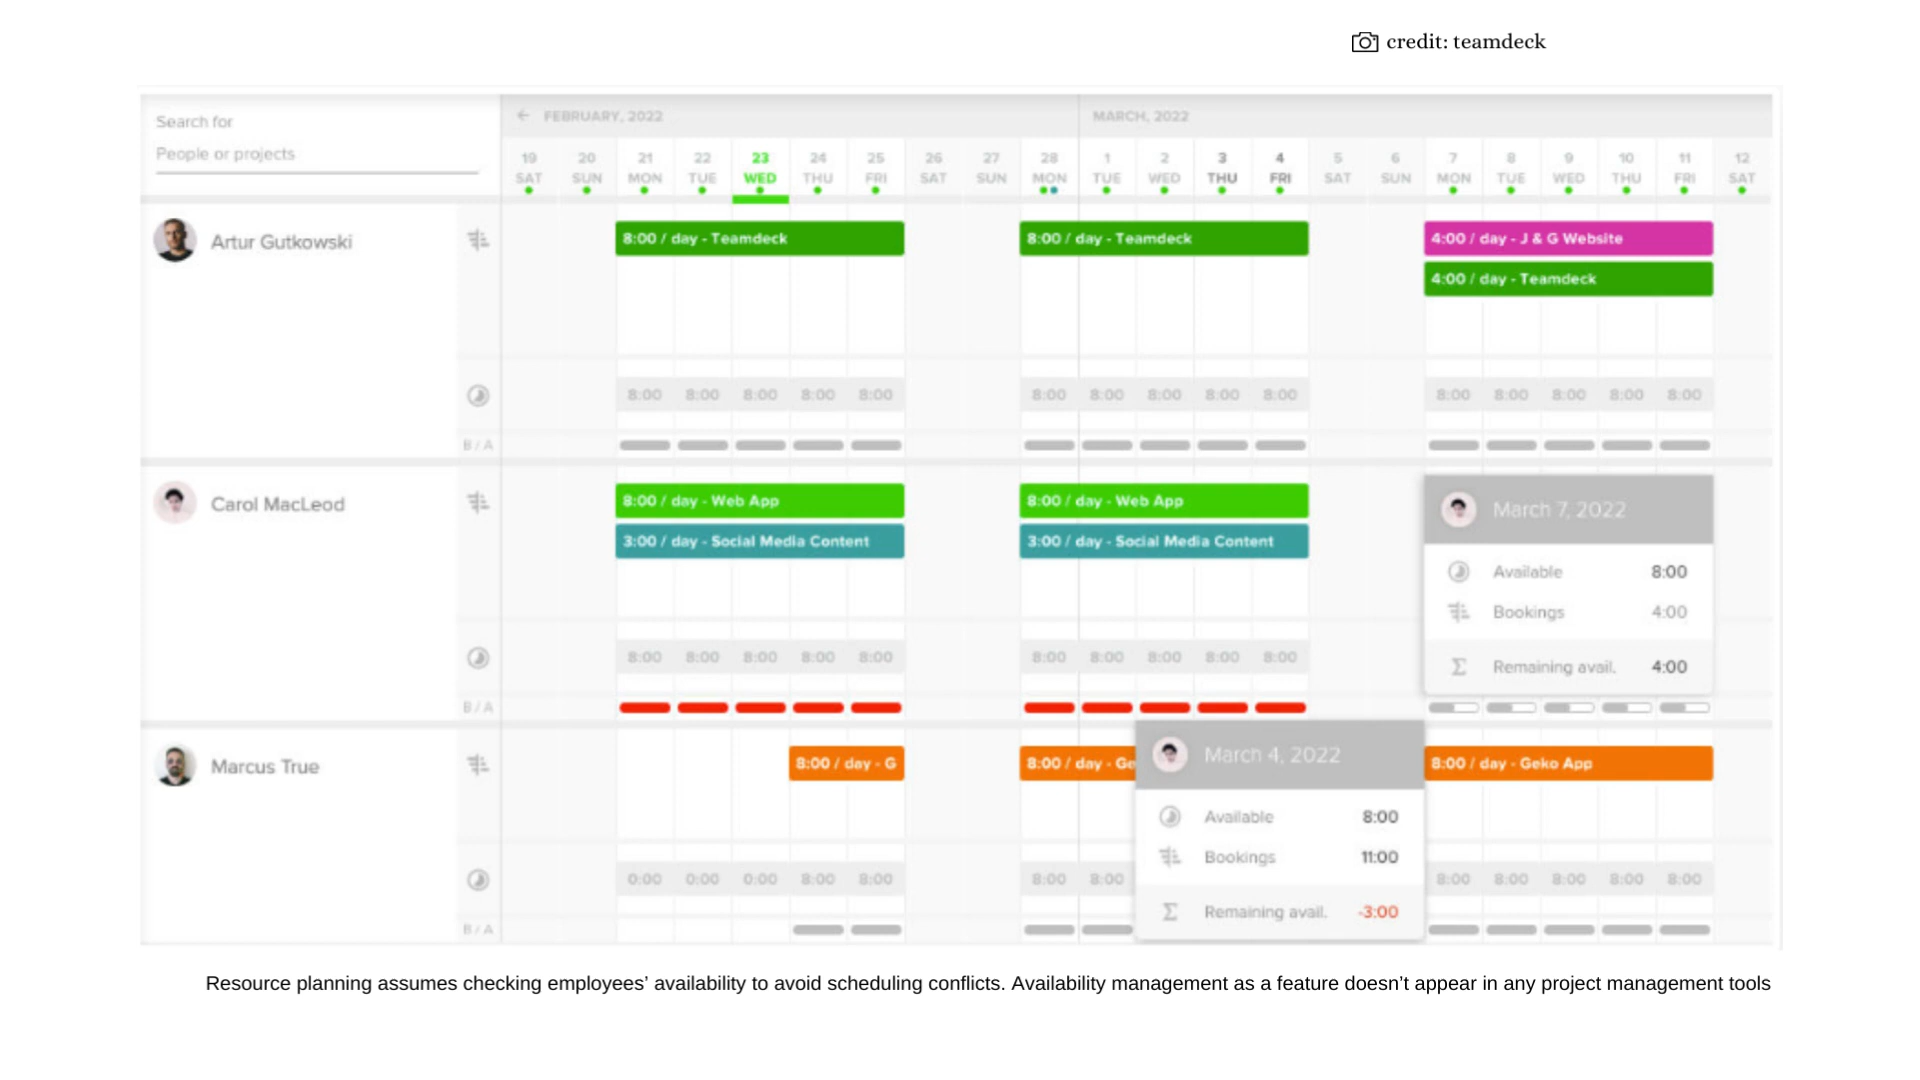 credit: teamdeck
Search for
People or projects
← FEBRUARY, 2022 MARCH, 2022
19 20 21 22 23 24 25 26 27 28 1 2 3 4 5 6 7 8 9 10 11 12
SAT SUN MON TUE WED THU FRI SAT SUN MON TUE WED THU FRI SAT SUN MON TUE WED THU FRI SAT
Artur Gutkowski
8:00 / day - Teamdeck 8:00 / day - Teamdeck 4:00 / day - J & G Website
4:00 / day - Teamdeck
8:00 8:00 8:00 8:00 8:00 8:00 8:00 8:00 8:00 8:00 8:00 8:00 8:00 8:00 8:00
B / A
Carol MacLeod
8:00 / day - Web App 8:00 / day - Web App
3:00 / day - Social Media Content 3:00 / day - Social Media Content
8:00 8:00 8:00 8:00 8:00 8:00 8:00 8:00 8:00 8:00
B / A
March 7, 2022
Available 8:00
Bookings 4:00
Σ Remaining avail. 4:00
Marcus True
8:00 / day - G 8:00 / day - Ge 8:00 / day - Geko App
0:00 0:00 0:00 8:00 8:00 8:00 8:00 8:00 8:00 8:00 8:00 8:00
B / A
March 4, 2022
Available 8:00
Bookings 11:00
Σ Remaining avail. -3:00
Resource planning assumes checking employees’ availability to avoid scheduling conflicts. Availability management as a feature doesn’t appear in any project management tools